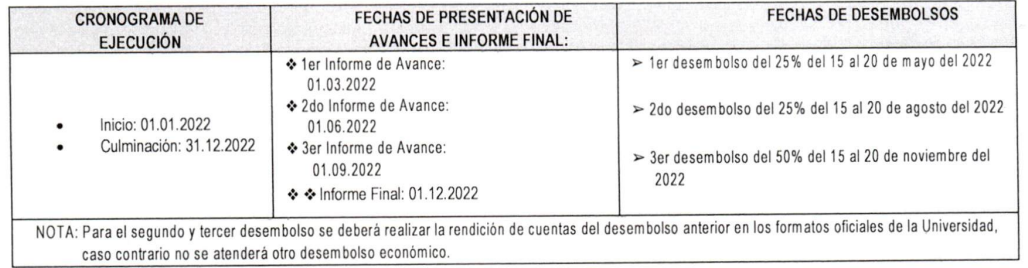 CRONOGRAMA DE
EJECUCIÓN
FECHAS DE PRESENTACIÓN DE
AVANCES E INFORME FINAL:
FECHAS DE DESEMBOLSOS
• Inicio: 01.01.2022
• Culminación: 31.12.2022
❖ 1er Informe de Avance:
01.03.2022
❖ 2do Informe de Avance:
01.06.2022
❖ 3er Informe de Avance:
01.09.2022
❖ ❖ Informe Final: 01.12.2022
➢ 1er desembolso del 25% del 15 al 20 de mayo del 2022
➢ 2do desembolso del 25% del 15 al 20 de agosto del 2022
➢ 3er desembolso del 50% del 15 al 20 de noviembre del
2022
NOTA: Para el segundo y tercer desembolso se deberá realizar la rendición de cuentas del desembolso anterior en los formatos oficiales de la Universidad,
caso contrario no se atenderá otro desembolso económico.